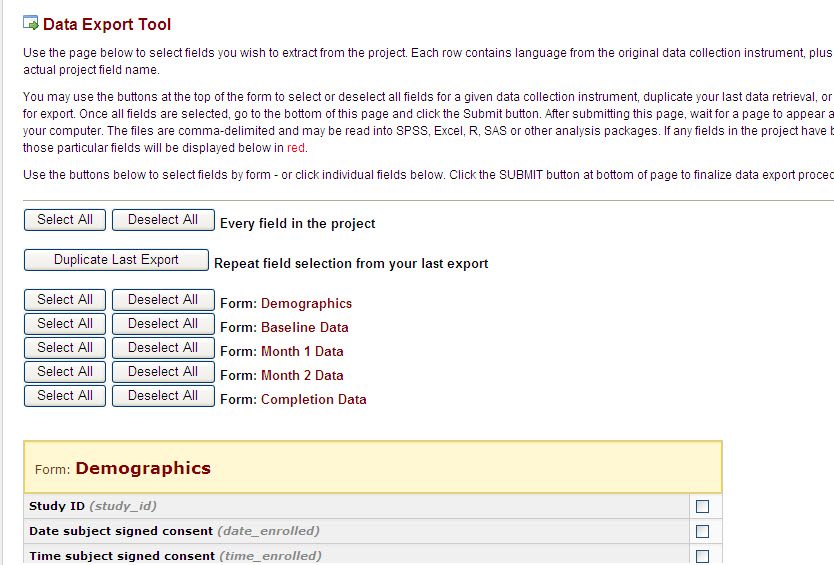 Data Export Tool
Use the page below to select fields you wish to extract from the project. Each row contains language from the original data collection instrument, plus
actual project field name.
You may use the buttons at the top of the form to select or deselect all fields for a given data collection instrument, duplicate your last data retrieval, or
for export. Once all fields are selected, go to the bottom of this page and click the Submit button. After submitting this page, wait for a page to appear a
your computer. The files are comma-delimited and may be read into SPSS, Excel, R, SAS or other analysis packages. If any fields in the project have b
those particular fields will be displayed below in red.
Use the buttons below to select fields by form - or click individual fields below. Click the SUBMIT button at bottom of page to finalize data export proced
Select All Deselect All Every field in the project
Duplicate Last Export Repeat field selection from your last export
Select All Deselect All Form: Demographics
Select All Deselect All Form: Baseline Data
Select All Deselect All Form: Month 1 Data
Select All Deselect All Form: Month 2 Data
Select All Deselect All Form: Completion Data
Form: Demographics
Study ID (study_id)
Date subject signed consent (date_enrolled)
Time subject signed consent (time_enrolled)